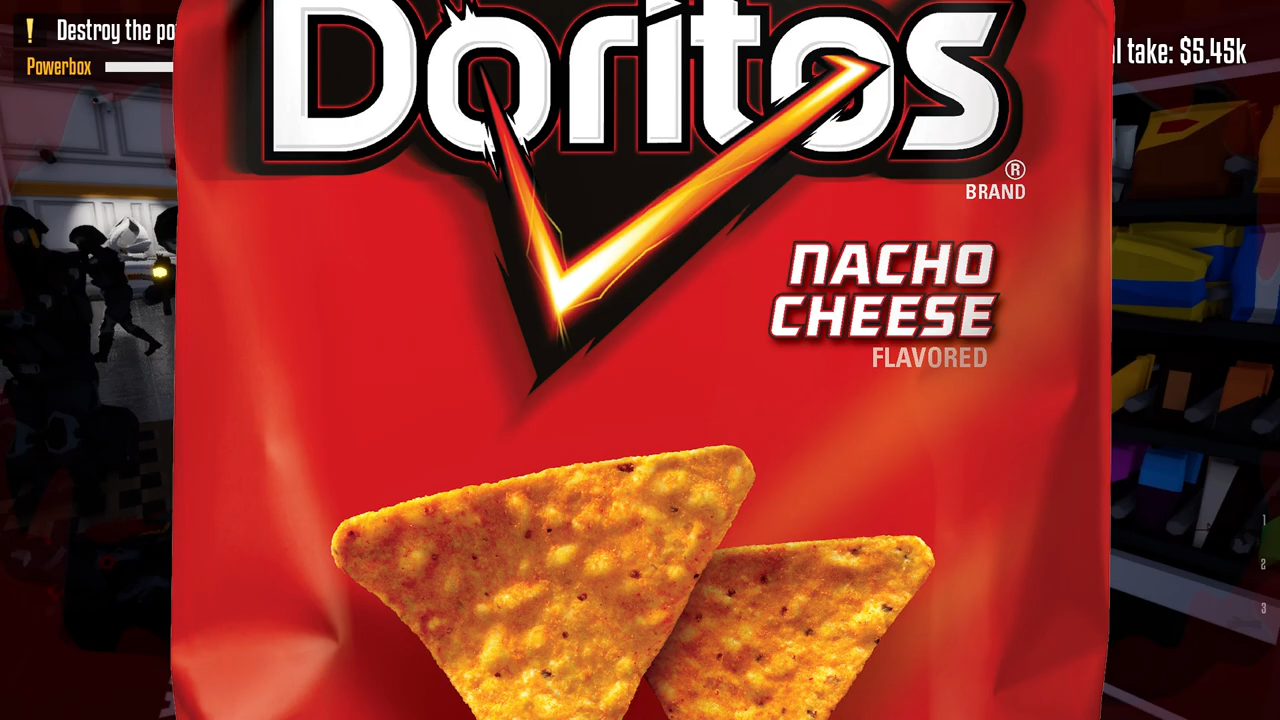 ! Destroy the po
Powerbox
l take: $5.45k
Doritos
®
BRAND
NACHO
CHEESE
FLAVORED
1
2
3